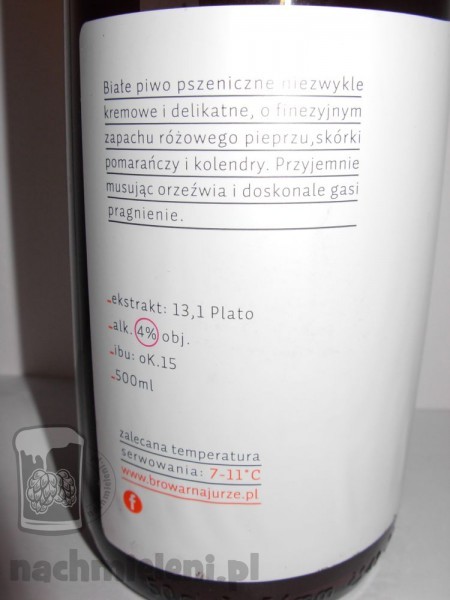 Białe piwo pszeniczne niezwykle
kremowe i delikatne, o finezyjnym
zapachu różowego pieprzu,skórki
pomarańczy i kolendry. Przyjemnie
musując orzeźwia i doskonale gasi
pragnienie.
-ekstrakt: 13,1 Plato
-alk. 4% obj.
-ibu: oK.15
-500ml
zalecana temperatura
serwowania: 7-11°C
www.browarnajurze.pl
f
nachmieleni.pl